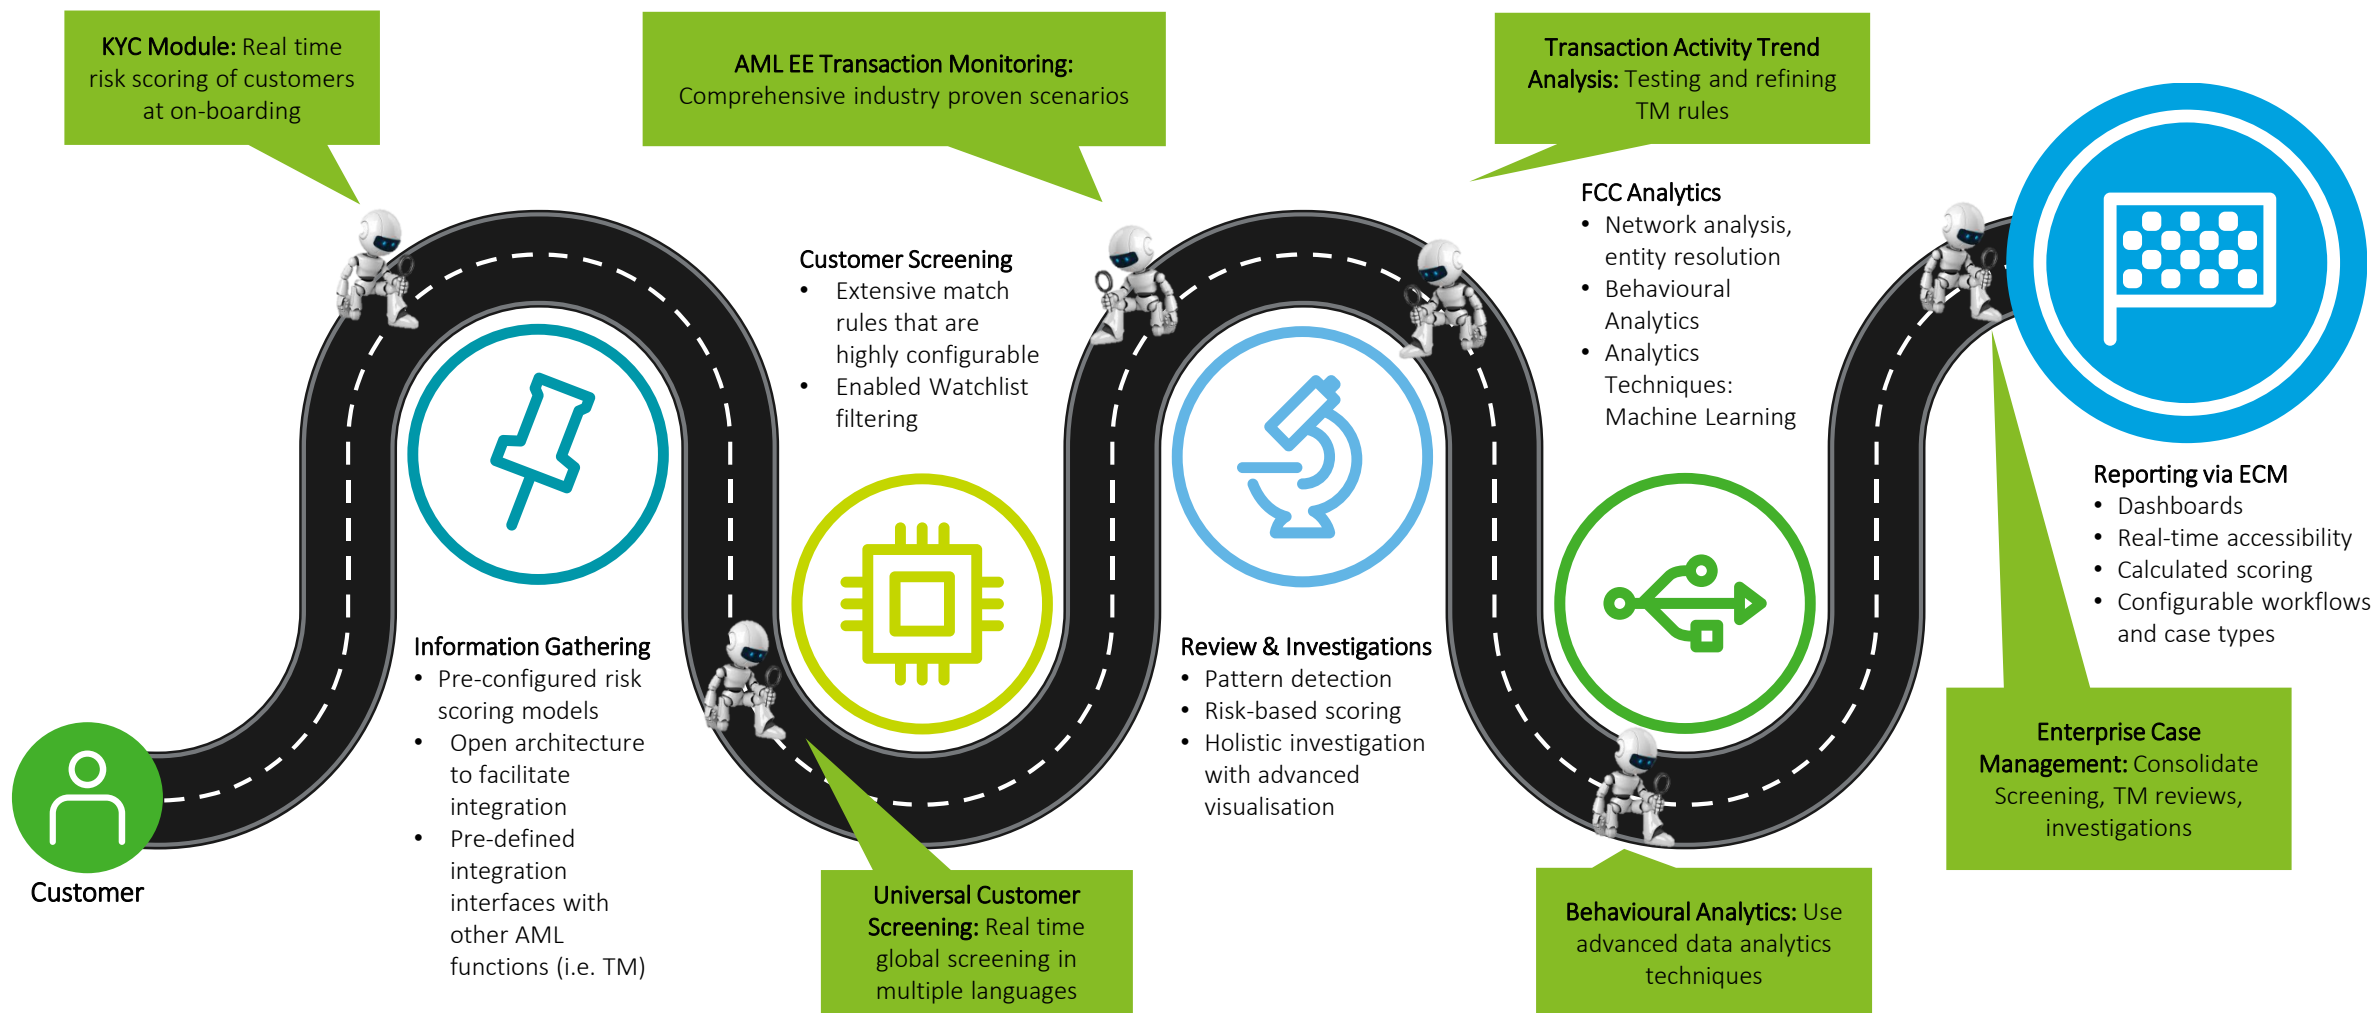 KYC Module: Real time
risk scoring of customers
at on-boarding
AML EE Transaction Monitoring:
Comprehensive industry proven scenarios
Transaction Activity Trend
Analysis: Testing and refining
TM rules
Customer
Information Gathering
• Pre-configured risk
scoring models
• Open architecture
to facilitate
integration
• Pre-defined
integration
interfaces with
other AML
functions (i.e. TM)
Customer Screening
• Extensive match
rules that are
highly configurable
• Enabled Watchlist
filtering
Universal Customer
Screening: Real time
global screening in
multiple languages
Review & Investigations
• Pattern detection
• Risk-based scoring
• Holistic investigation
with advanced
visualisation
FCC Analytics
• Network analysis,
entity resolution
• Behavioural
Analytics
• Analytics
Techniques:
Machine Learning
Behavioural Analytics: Use
advanced data analytics
techniques
Reporting via ECM
• Dashboards
• Real-time accessibility
• Calculated scoring
• Configurable workflows
and case types
Enterprise Case
Management: Consolidate
Screening, TM reviews,
investigations